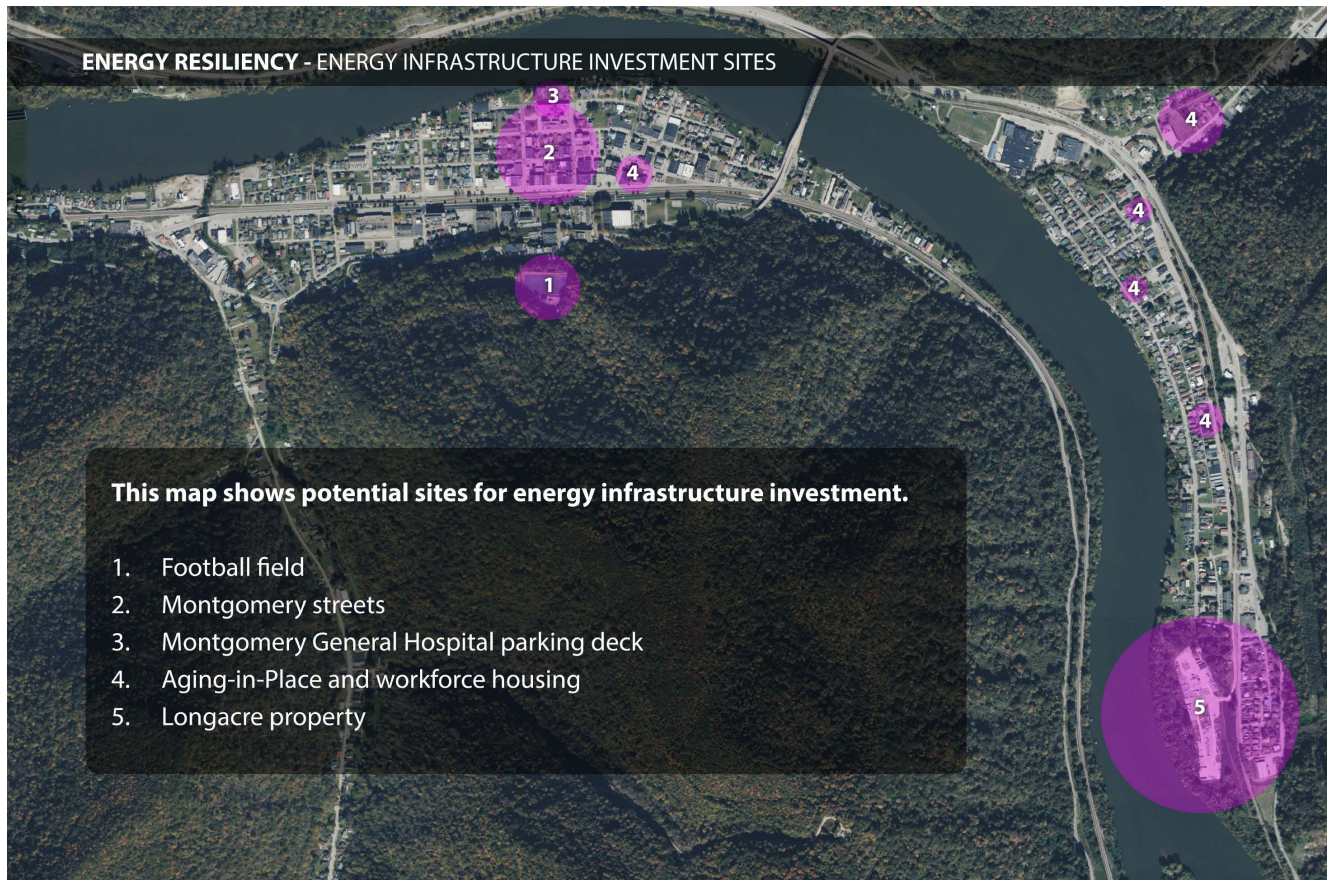 ENERGY RESILIENCY - ENERGY INFRASTRUCTURE INVESTMENT SITES
3
4
2
4
4
1
4
4
This map shows potential sites for energy infrastructure investment.
1. Football field
2. Montgomery streets
3. Montgomery General Hospital parking deck
4. Aging-in-Place and workforce housing
5. Longacre property
5